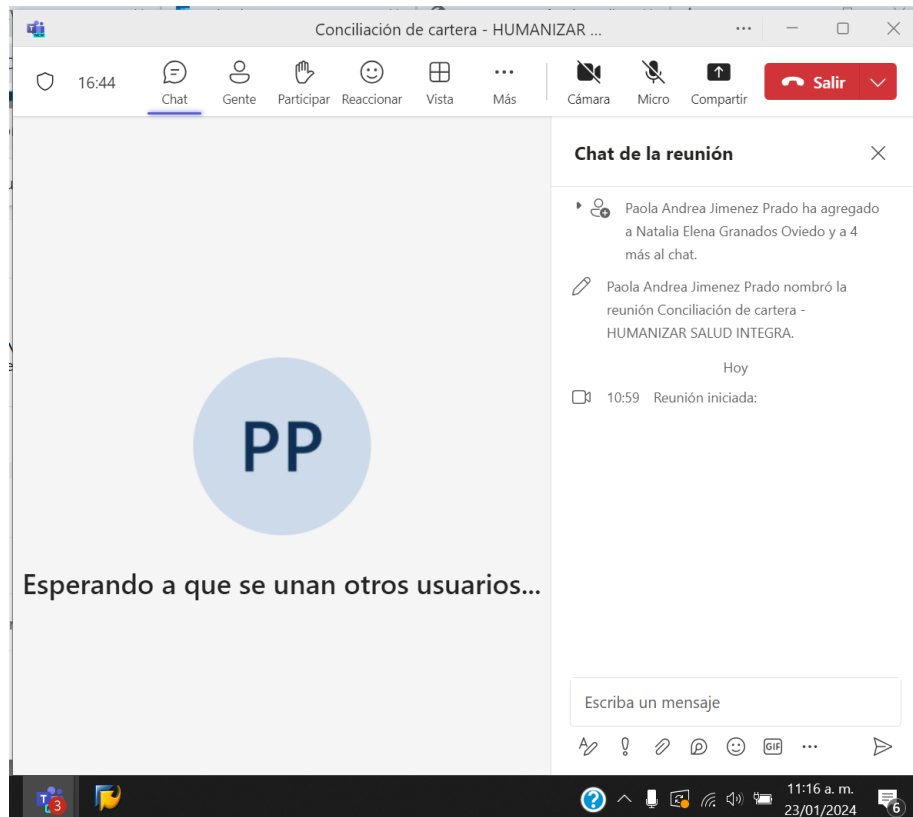 Conciliación de cartera - HUMANIZAR ...
16:44
Chat
Gente
Participar
Reaccionar
Vista
Más
Cámara
Micro
Compartir
Salir
Chat de la reunión
Paola Andrea Jimenez Prado ha agregado
a Natalia Elena Granados Oviedo y a 4
más al chat.
Paola Andrea Jimenez Prado nombró la
reunión Conciliación de cartera -
HUMANIZAR SALUD INTEGRA.
Hoy
10:59 Reunión iniciada:
PP
Esperando a que se unan otros usuarios...
Escriba un mensaje
GIF
3
11:16 a. m.
23/01/2024
6